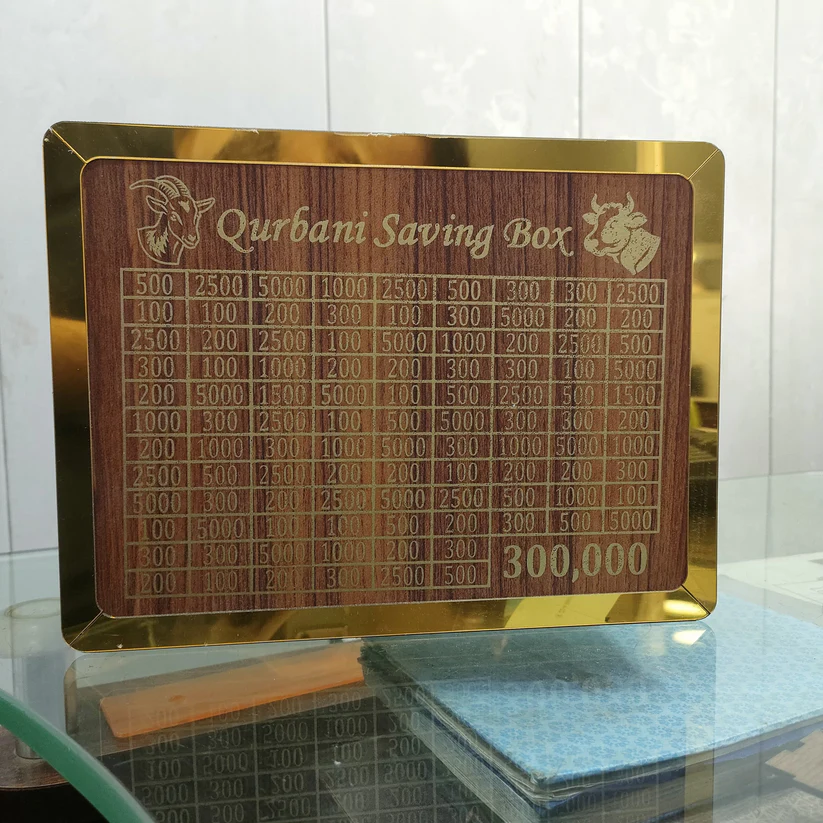 Qurbani Saving Box
500 2500 5000 1000 2500 500 300 300 2500
100 100 200 300 100 300 5000 200 200
2500 200 2500 100 5000 1000 200 2500 500
300 100 1000 200 200 300 300 100 5000
200 5000 1500 5000 100 500 2500 500 1500
1000 300 2500 100 500 5000 300 300 200
200 1000 300 1000 5000 300 1000 5000 1000
2500 500 2500 200 200 100 200 200 300
5000 300 200 2500 5000 2500 500 1000 100
100 5000 100 100 500 200 300 500 5000
300 300 5000 1000 200 300
200 100 200 300 2500 500
300,000